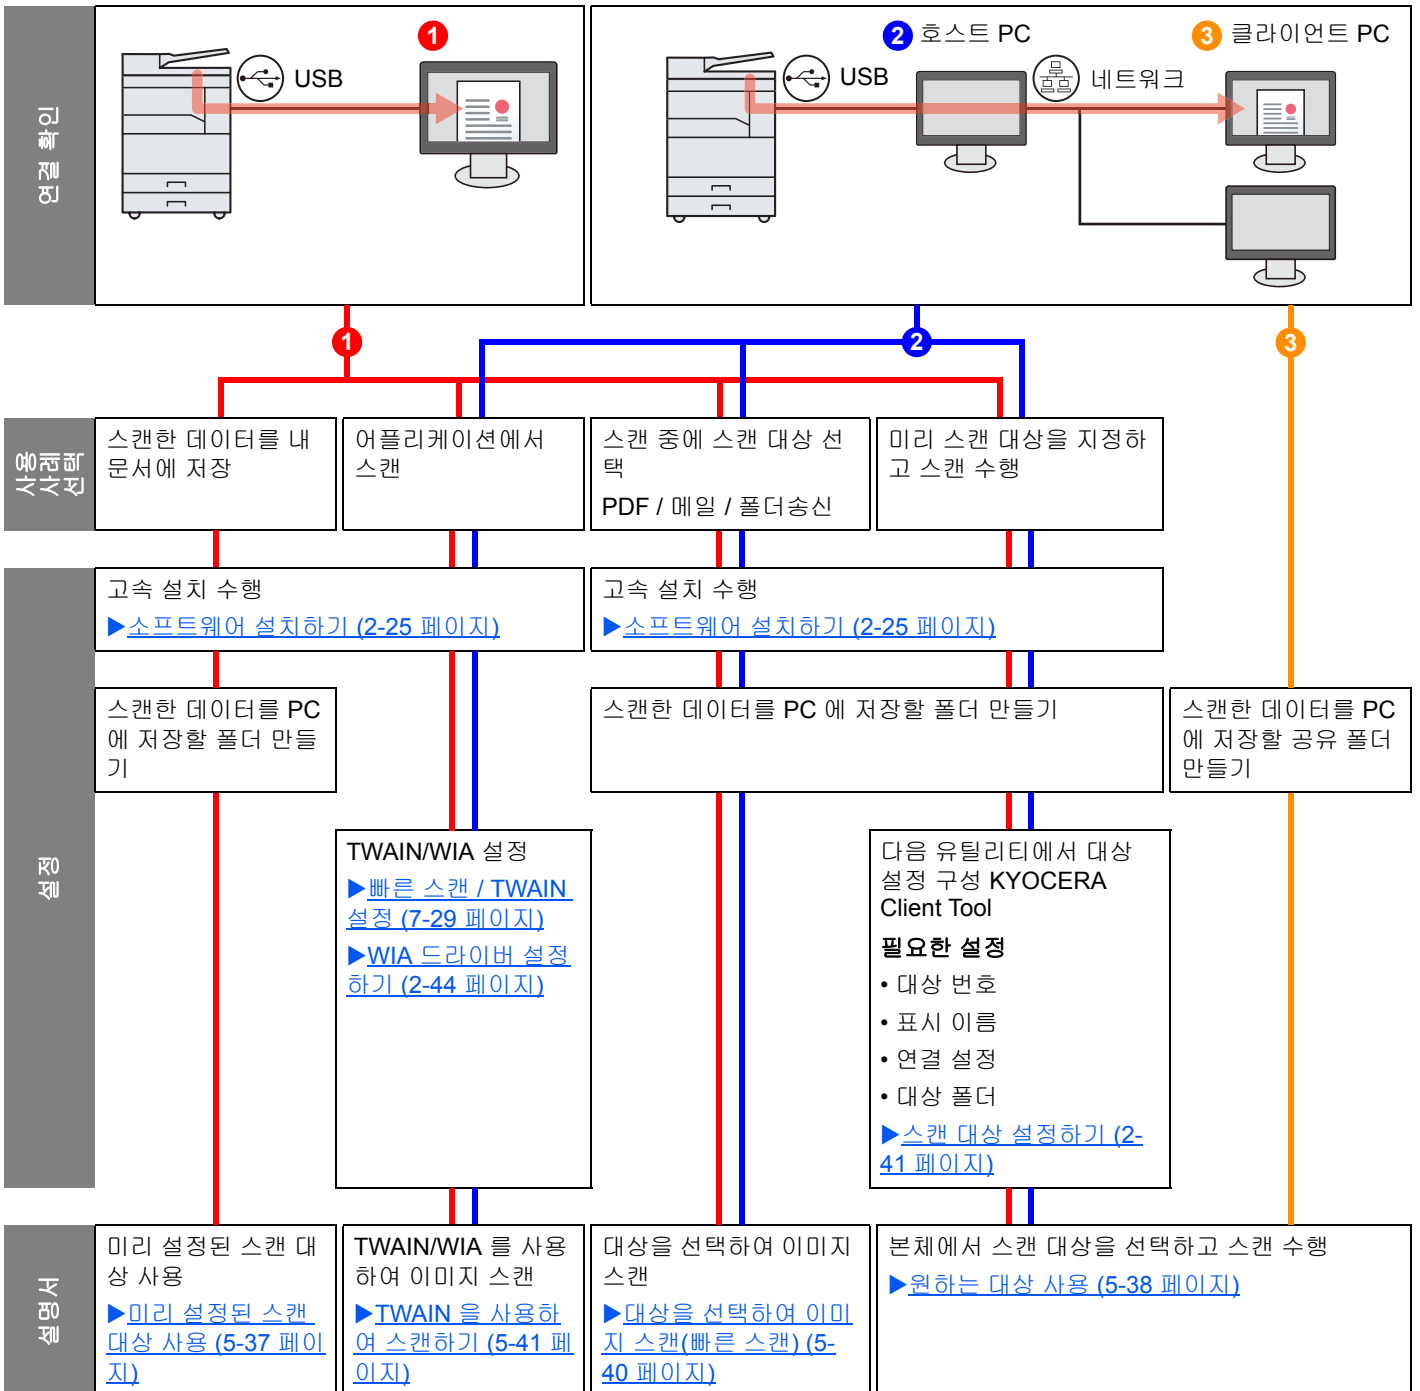 연결 확인
1
USB
2 호스트 PC
3 클라이언트 PC
USB
네트워크
1
2
3
사용
사례
선택
스캔한 데이터를 내
문서에 저장
어플리케이션에서
스캔
스캔 중에 스캔 대상 선
택
PDF / 메일 / 폴더송신
미리 스캔 대상을 지정하
고 스캔 수행
설정
고속 설치 수행
▶소프트웨어 설치하기 (2-25 페이지)
고속 설치 수행
▶소프트웨어 설치하기 (2-25 페이지)
스캔한 데이터를 PC
에 저장할 폴더 만들
기
스캔한 데이터를 PC 에 저장할 폴더 만들기
스캔한 데이터를 PC
에 저장할 공유 폴더
만들기
TWAIN/WIA 설정
▶빠른 스캔 / TWAIN
설정 (7-29 페이지)
▶WIA 드라이버 설정
하기 (2-44 페이지)
다음 유틸리티에서 대상
설정 구성 KYOCERA
Client Tool
필요한 설정
• 대상 번호
• 표시 이름
• 연결 설정
• 대상 폴더
▶스캔 대상 설정하기 (2-
41 페이지)
설명서
미리 설정된 스캔 대
상 사용
▶미리 설정된 스캔
대상 사용 (5-37 페이
지)
TWAIN/WIA 를 사용
하여 이미지 스캔
▶TWAIN 을 사용하
여 스캔하기 (5-41 페
이지)
대상을 선택하여 이미지
스캔
▶대상을 선택하여 이미
지 스캔(빠른 스캔) (5-
40 페이지)
본체에서 스캔 대상을 선택하고 스캔 수행
▶원하는 대상 사용 (5-38 페이지)